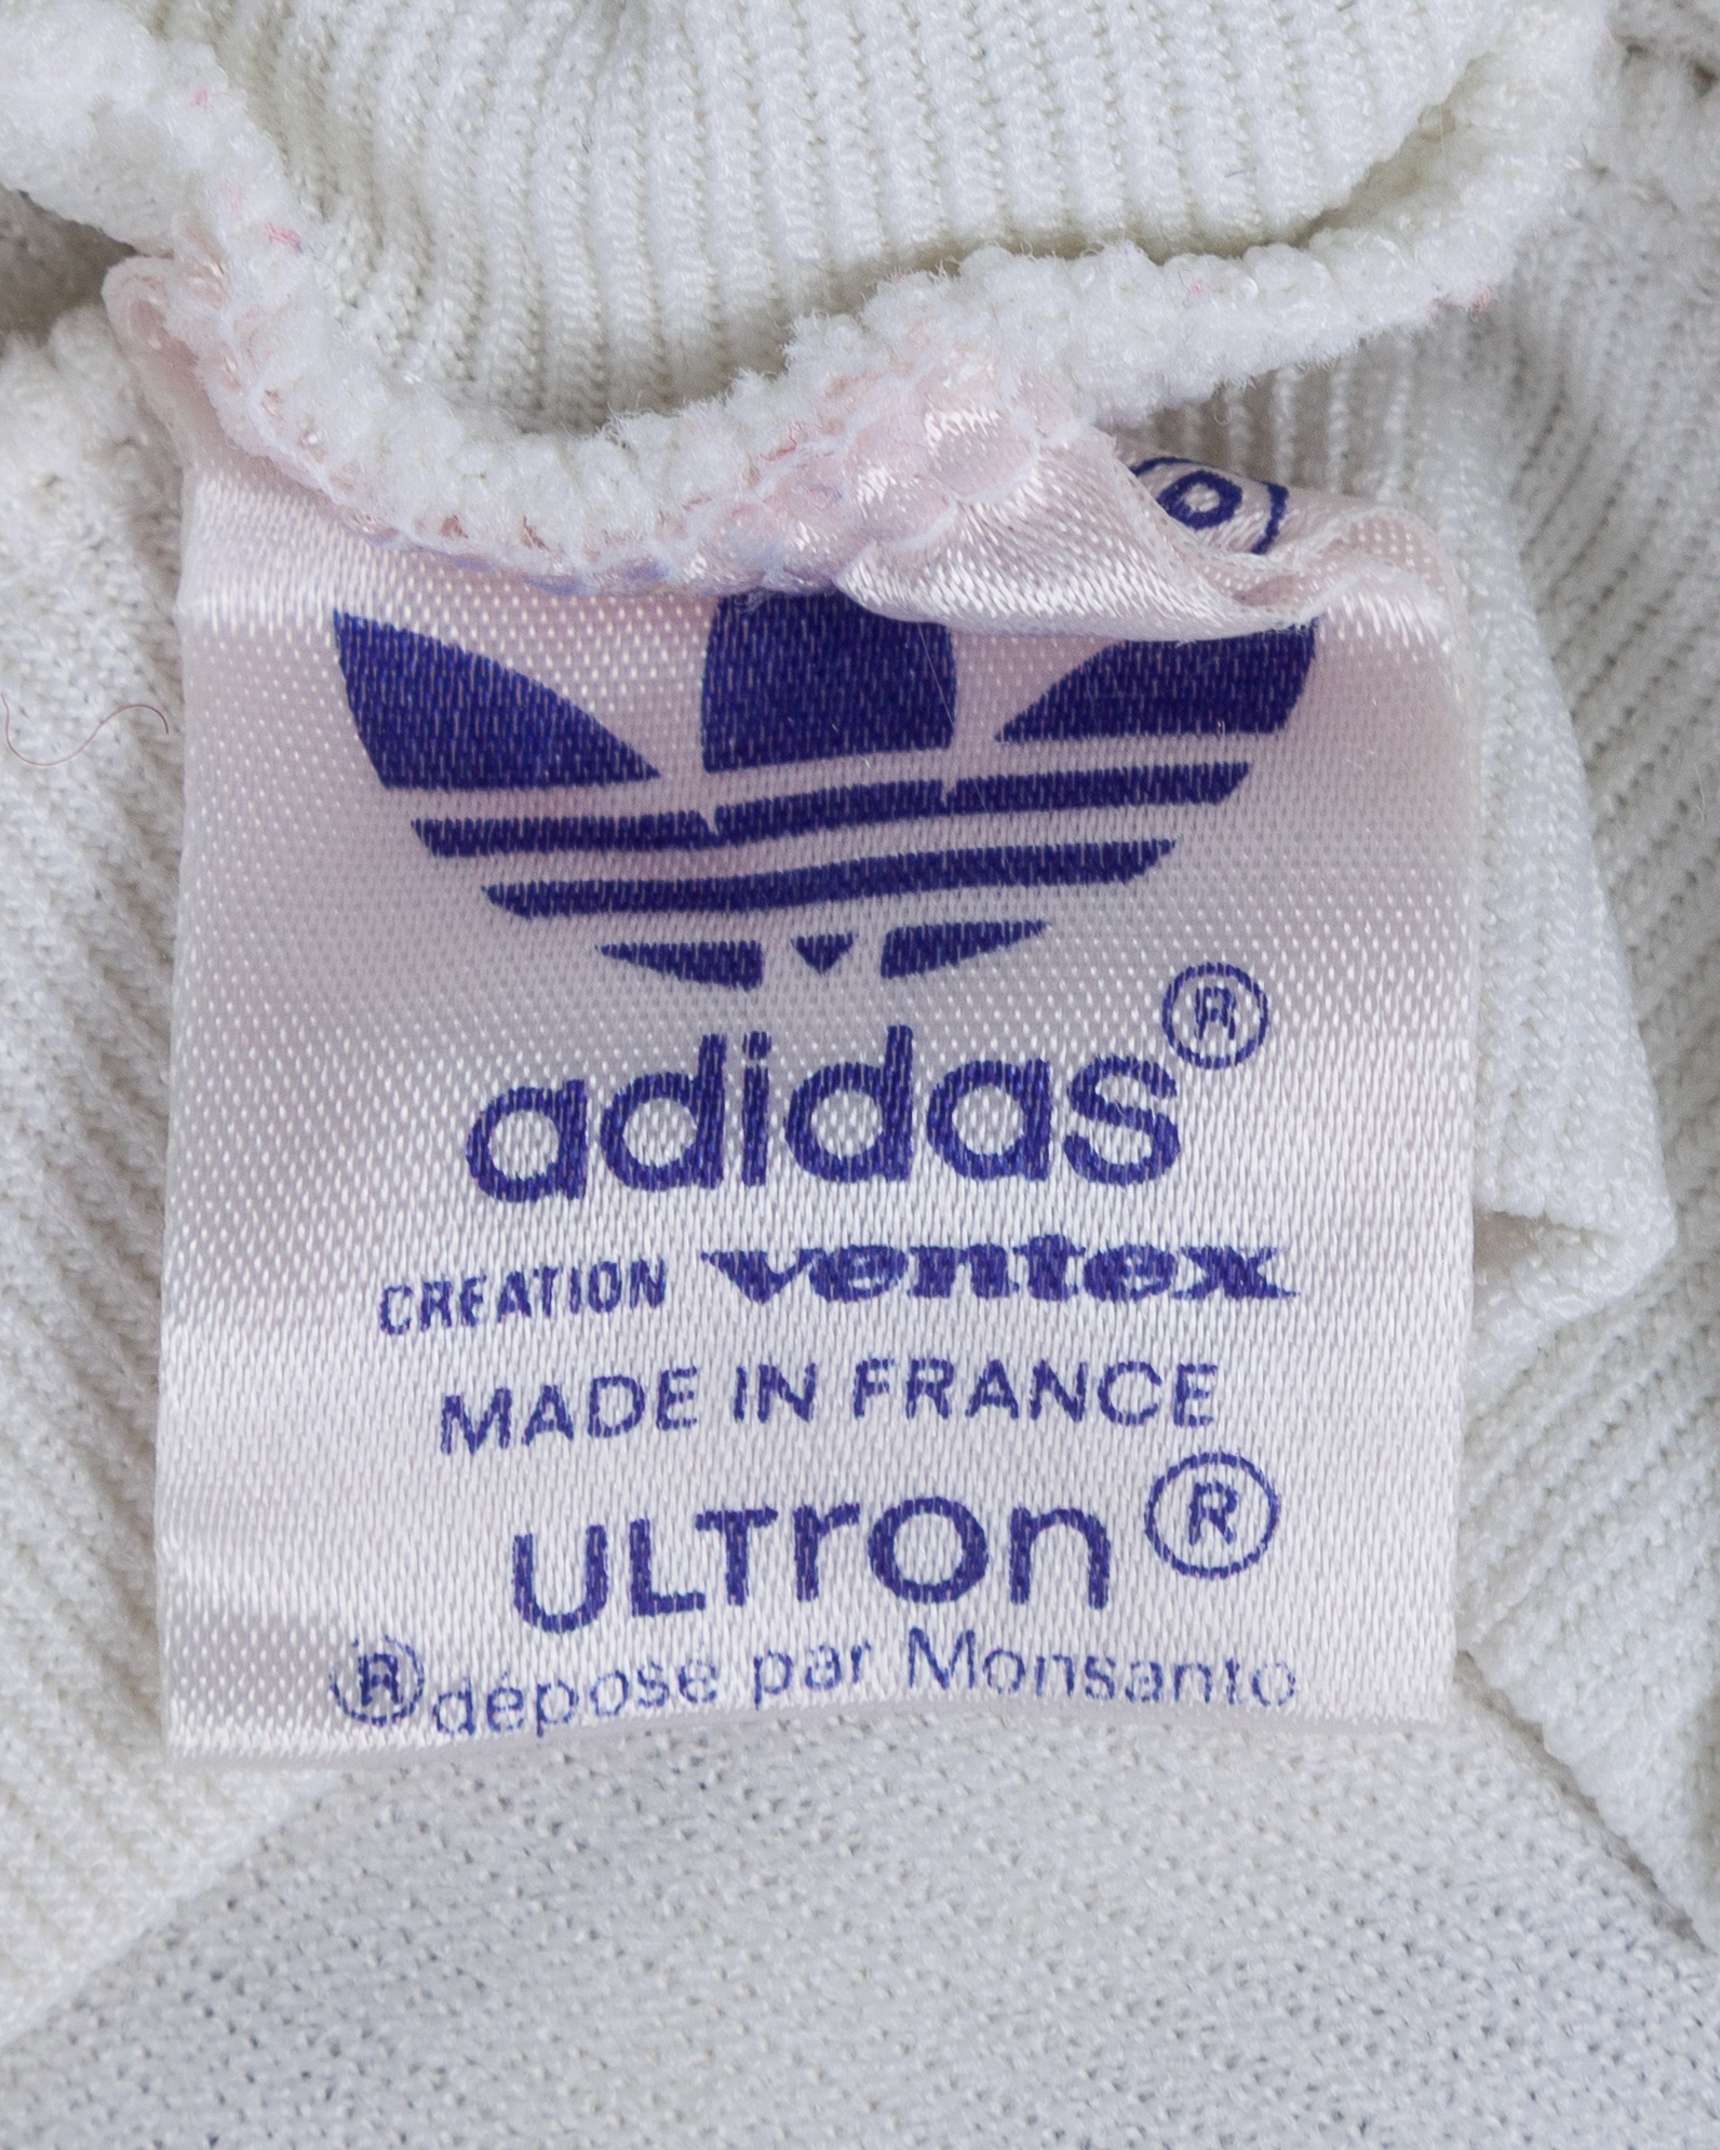 adidas®
CREATION ventex
MADE IN FRANCE
ULTron®
® déposé par Monsanto